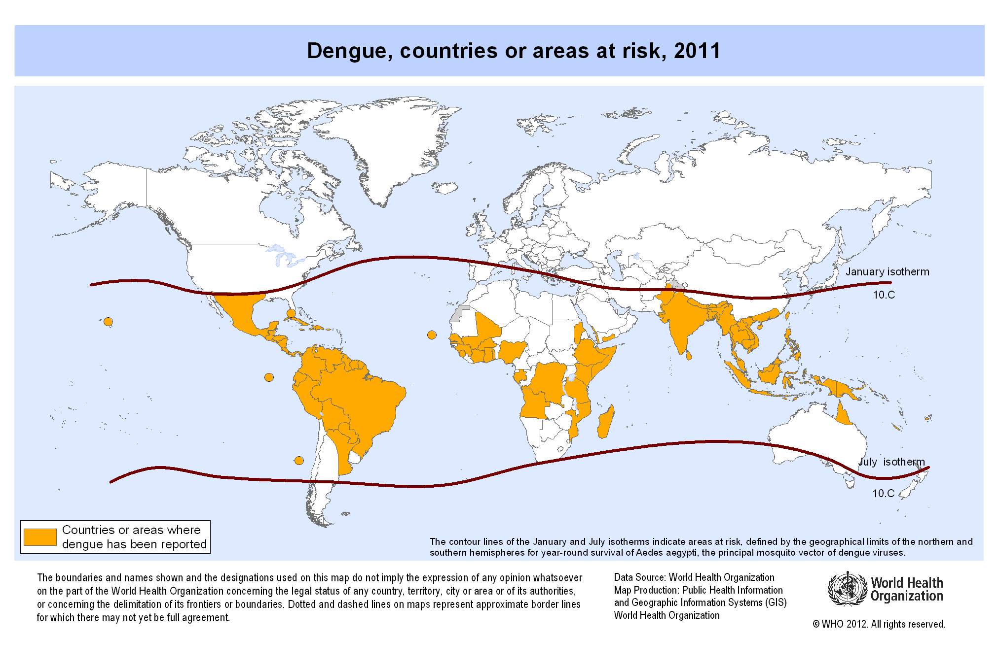 Dengue, countries or areas at risk, 2011
January isotherm
10.C
July isotherm
10.C
Countries or areas where
dengue has been reported
The contour lines of the January and July isotherms indicate areas at risk, defined by the geographical limits of the northern and
southern hemispheres for year-round survival of Aedes aegypti, the principal mosquito vector of dengue viruses.
The boundaries and names shown and the designations used on this map do not imply the expression of any opinion whatsoever
on the part of the World Health Organization concerning the legal status of any country, territory, city or area or of its authorities,
or concerning the delimitation of its frontiers or boundaries. Dotted and dashed lines on maps represent approximate border lines
for which there may not yet be full agreement.
Data Source: World Health Organization
Map Production: Public Health Information
and Geographic Information Systems (GIS)
World Health Organization
World Health
Organization
© WHO 2012. All rights reserved.